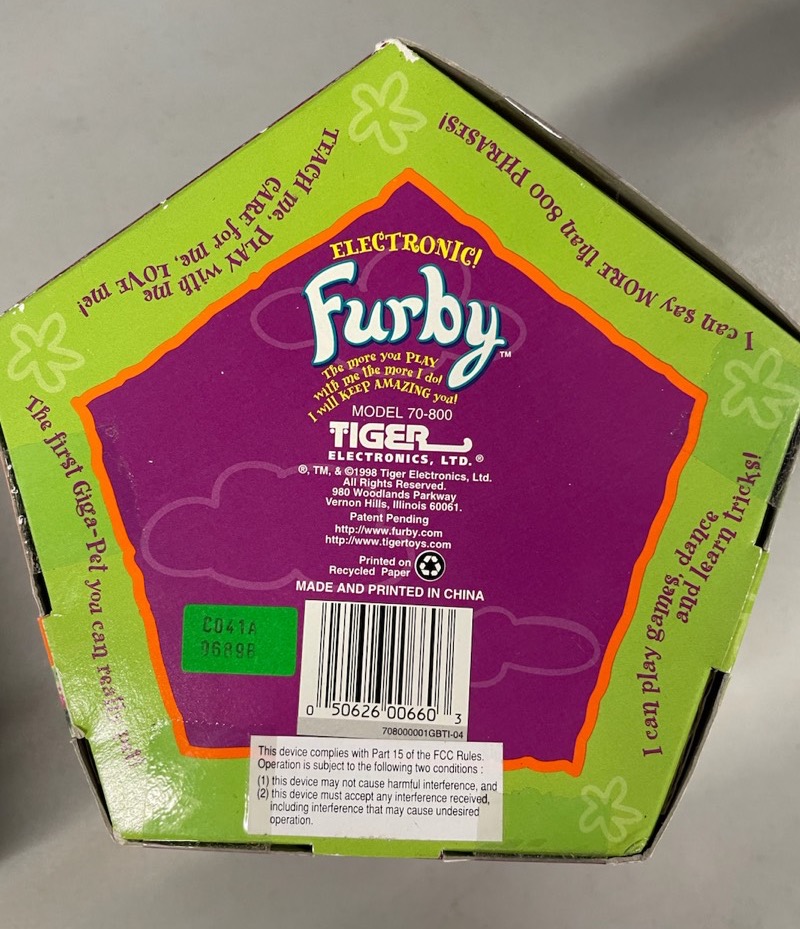 TEACH me, PLAY with me
CARE for me, LOVE me!
I can say MORE than 800 PHRASES!
The first Giga-Pet you can
I can play games, dance
and learn tricks!
ELECTRONIC!
Furby™
The more you PLAY
with me the more I do!
I will KEEP AMAZING you!
MODEL 70-800
TIGER
ELECTRONICS, LTD.®
®, TM, & ©1998 Tiger Electronics, Ltd.
All Rights Reserved.
980 Woodlands Parkway
Vernon Hills, Illinois 60061.
Patent Pending
http://www.furby.com
http://www.tigertoys.com
Printed on
Recycled Paper
MADE AND PRINTED IN CHINA
C041A
0689B
0 50626 00660 3
708000001GBTI-04
This device complies with Part 15 of the FCC Rules.
Operation is subject to the following two conditions :
(1) this device may not cause harmful interference, and
(2) this device must accept any interference received,
including interference that may cause undesired
operation.